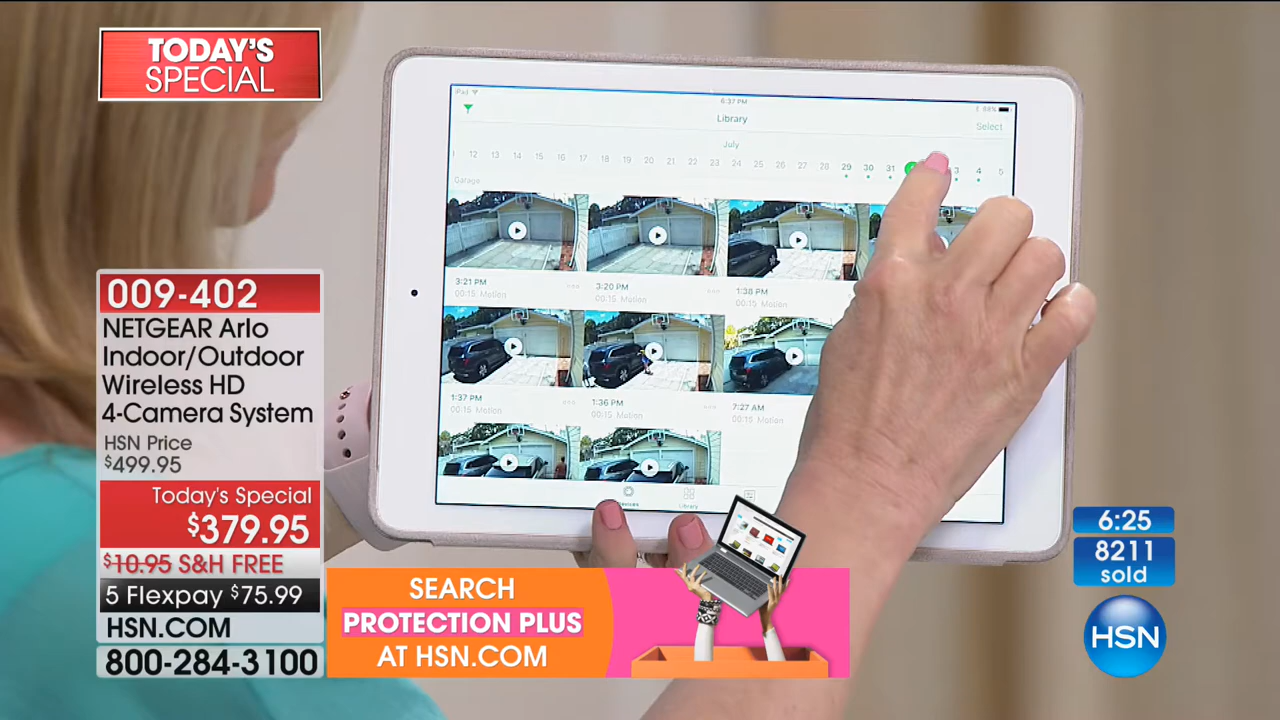 TODAY'S
SPECIAL
iPad
6:37 PM
Library
Select
July
12 13 14 15 16 17 18 19 20 21 22 23 24 25 26 27 28 29 30 31 3 4 5
Garage
3:21 PM
00:15 Motion
3:20 PM
00:15 Motion
1:38 PM
1:37 PM
00:15 Motion
1:36 PM
00:15 Motion
7:27 AM
00:15 Motion
Library
009-402
NETGEAR Arlo
Indoor/Outdoor
Wireless HD
4-Camera System
HSN Price
$499.95
Today's Special
$379.95
$10.95 S&H FREE
5 Flexpay $75.99
HSN.COM
800-284-3100
SEARCH
PROTECTION PLUS
AT HSN.COM
6:25
8211
sold
HSN